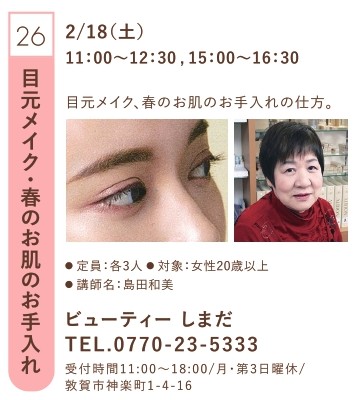 26
目元メイク・春のお肌のお手入れ
2/18(土)
11:00〜12:30 , 15:00〜16:30
目元メイク、春のお肌のお手入れの仕方。
●定員:各3人 ●対象:女性20歳以上
●講師名:島田和美
ビューティー しまだ
TEL.0770-23-5333
受付時間11:00〜18:00/月・第3日曜休/
敦賀市神楽町1-4-16